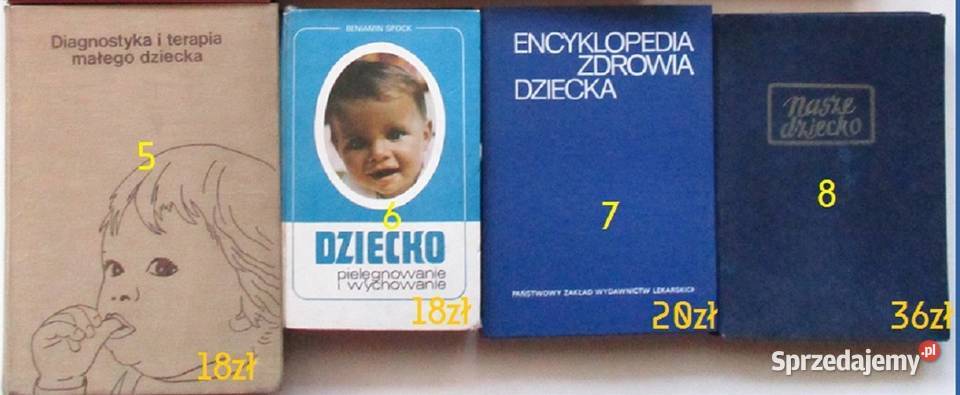 Diagnostyka i terapia
małego dziecka
5
18zł
BENJAMIN SPOCK
6
DZIECKO
pielęgnowanie
i wychowanie
18zł
ENCYKLOPEDIA
ZDROWIA
DZIECKA
7
PAŃSTWOWY ZAKŁAD WYDAWNICTW LEKARSKICH
20zł
nasze
dziecko
8
36zł
Sprzedajemy.pl